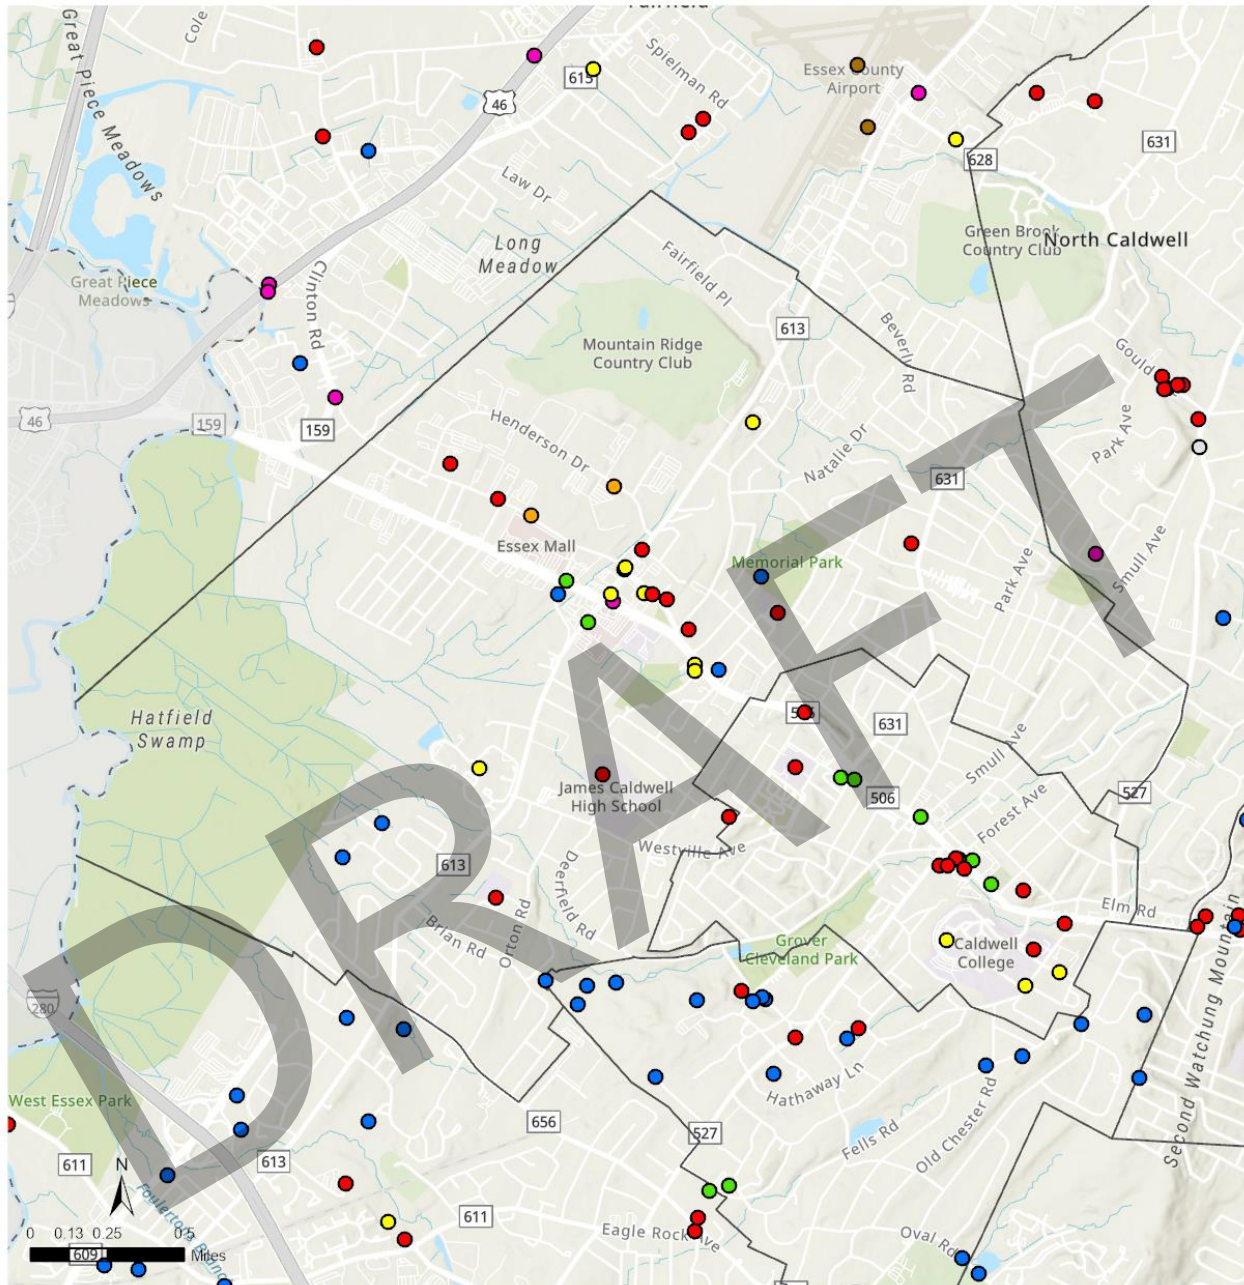 Fairfield
Cole
Great Piece Meadows
Spielman Rd
615
46
Essex County
Airport
631
628
Law Dr
Long
Meadow
Green Brook
Country Club
North Caldwell
Fairfield Pl
Great Piece
Meadows
Clinton Rd
613
Mountain Ridge
Country Club
Beverly Rd
Gould
46
159
159
Henderson Dr
Natalie Dr
Park Ave
631
Essex Mall
Memorial Park
Park Ave
Smull Ave
Hatfield
Swamp
631
Smull Ave
James Caldwell
High School
506
527
Forest Ave
Westville Ave
613
Deerfield Rd
Orton Rd
Brian Rd
Elm Rd
Grover
Cleveland Park
Caldwell
College
280
DRAFT
Second Watchung Mountain
Hathaway Ln
West Essex Park
656
527
Fells Rd
Old Chester Rd
611
N
613
Foulertons Branch
611
Eagle Rock Ave
Oval Rd
0 0.13 0.25 0.5
Miles
609